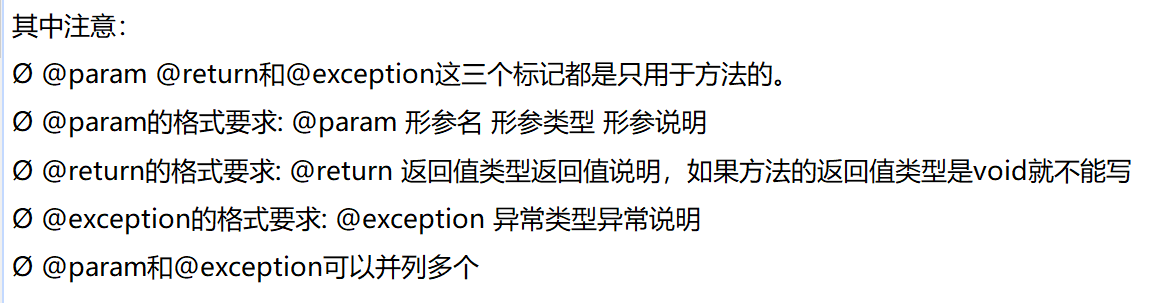 其中注意：
Ø @param @return和@exception这三个标记都是只用于方法的。
Ø @param的格式要求: @param 形参名 形参类型 形参说明
Ø @return的格式要求: @return 返回值类型返回值说明，如果方法的返回值类型是void就不能写
Ø @exception的格式要求: @exception 异常类型异常说明
Ø @param和@exception可以并列多个